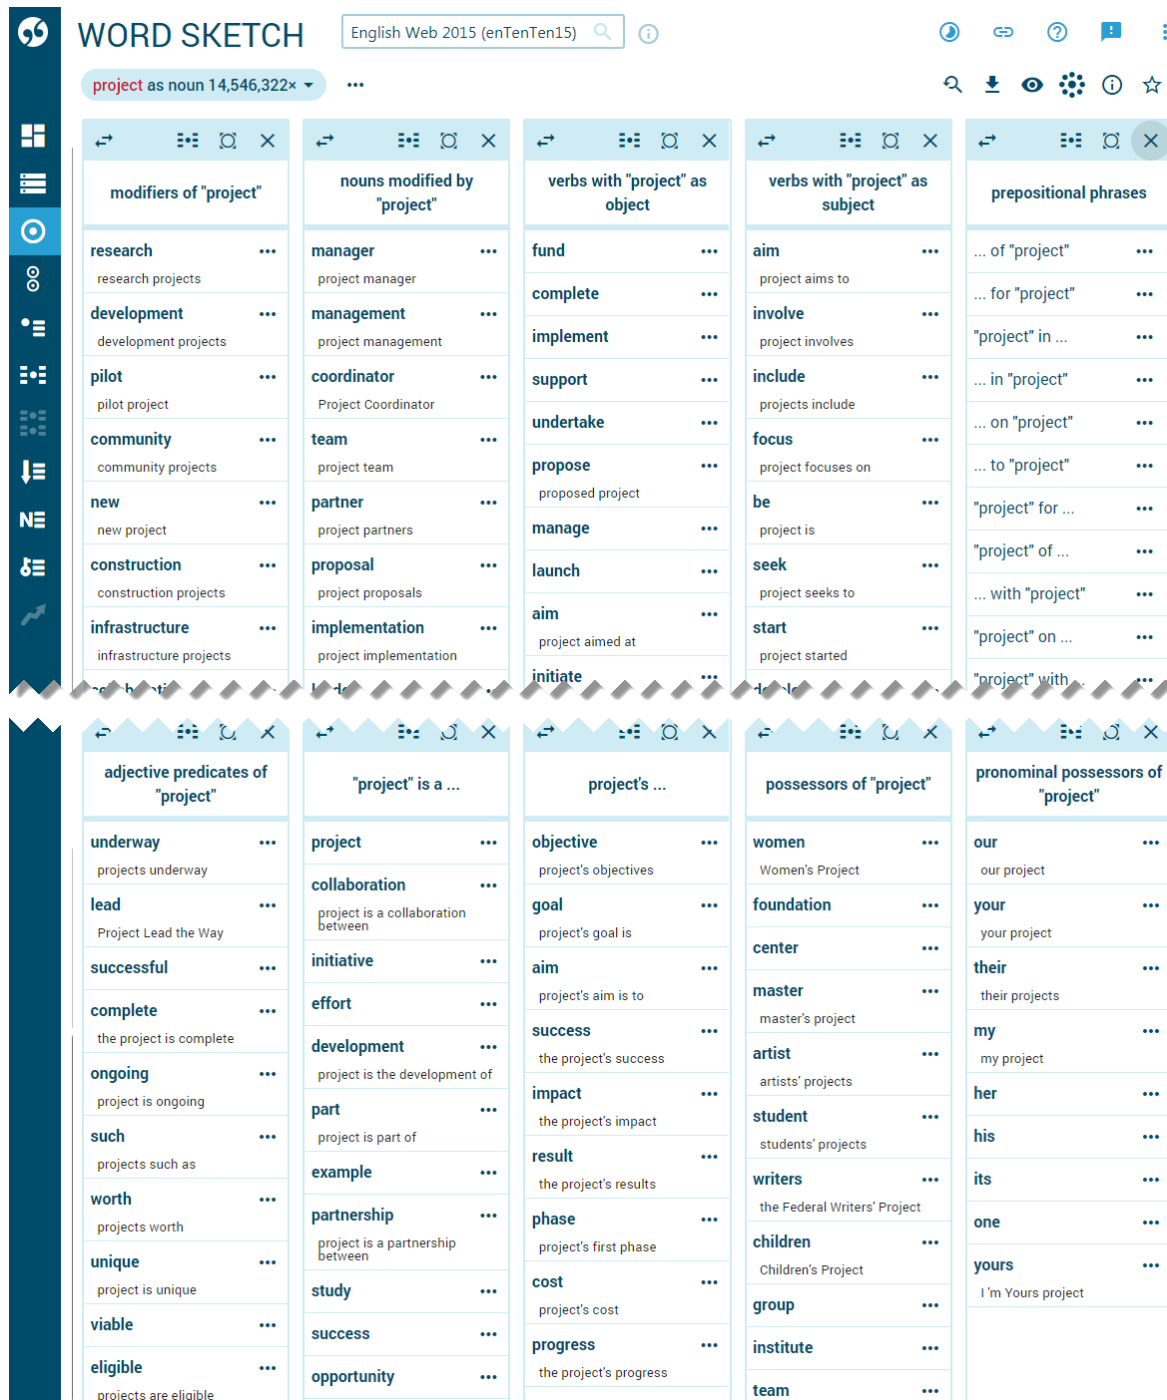 WORD SKETCH
English Web 2015 (enTenTen15)
project as noun 14,546,322×
modifiers of "project"
research
research projects
development
development projects
pilot
pilot project
community
community projects
new
new project
construction
construction projects
infrastructure
infrastructure projects
nouns modified by
"project"
manager
project manager
management
project management
coordinator
Project Coordinator
team
project team
partner
project partners
proposal
project proposals
implementation
project implementation
verbs with "project" as
object
fund
complete
implement
support
undertake
propose
proposed project
manage
launch
aim
project aimed at
initiate
verbs with "project" as
subject
aim
project aims to
involve
project involves
include
projects include
focus
project focuses on
be
project is
seek
project seeks to
start
project started
prepositional phrases
... of "project"
... for "project"
"project" in ...
... in "project"
... on "project"
... to "project"
"project" for ...
"project" of ...
... with "project"
"project" on ...
"project" with ...
adjective predicates of
"project"
underway
projects underway
lead
Project Lead the Way
successful
complete
the project is complete
ongoing
project is ongoing
such
projects such as
worth
projects worth
unique
project is unique
viable
eligible
projects are eligible
"project" is a ...
project
collaboration
project is a collaboration
between
initiative
effort
development
project is the development of
part
project is part of
example
partnership
project is a partnership
between
study
success
opportunity
project's ...
objective
project's objectives
goal
project's goal is
aim
project's aim is to
success
the project's success
impact
the project's impact
result
the project's results
phase
project's first phase
cost
project's cost
progress
the project's progress
possessors of "project"
women
Women's Project
foundation
center
master
master's project
artist
artists' projects
student
students' projects
writers
the Federal Writers' Project
children
Children's Project
group
institute
team
pronominal possessors of
"project"
our
our project
your
your project
their
their projects
my
my project
her
his
its
one
yours
I 'm Yours project